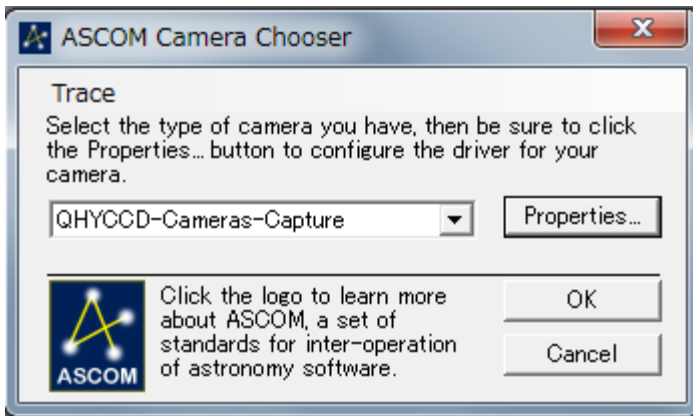 ASCOM Camera Chooser
Trace
Select the type of camera you have, then be sure to click
the Properties... button to configure the driver for your
camera.
QHYCCD-Cameras-Capture
Properties...
Click the logo to learn more
about ASCOM, a set of
standards for inter-operation
of astronomy software.
ASCOM
OK
Cancel